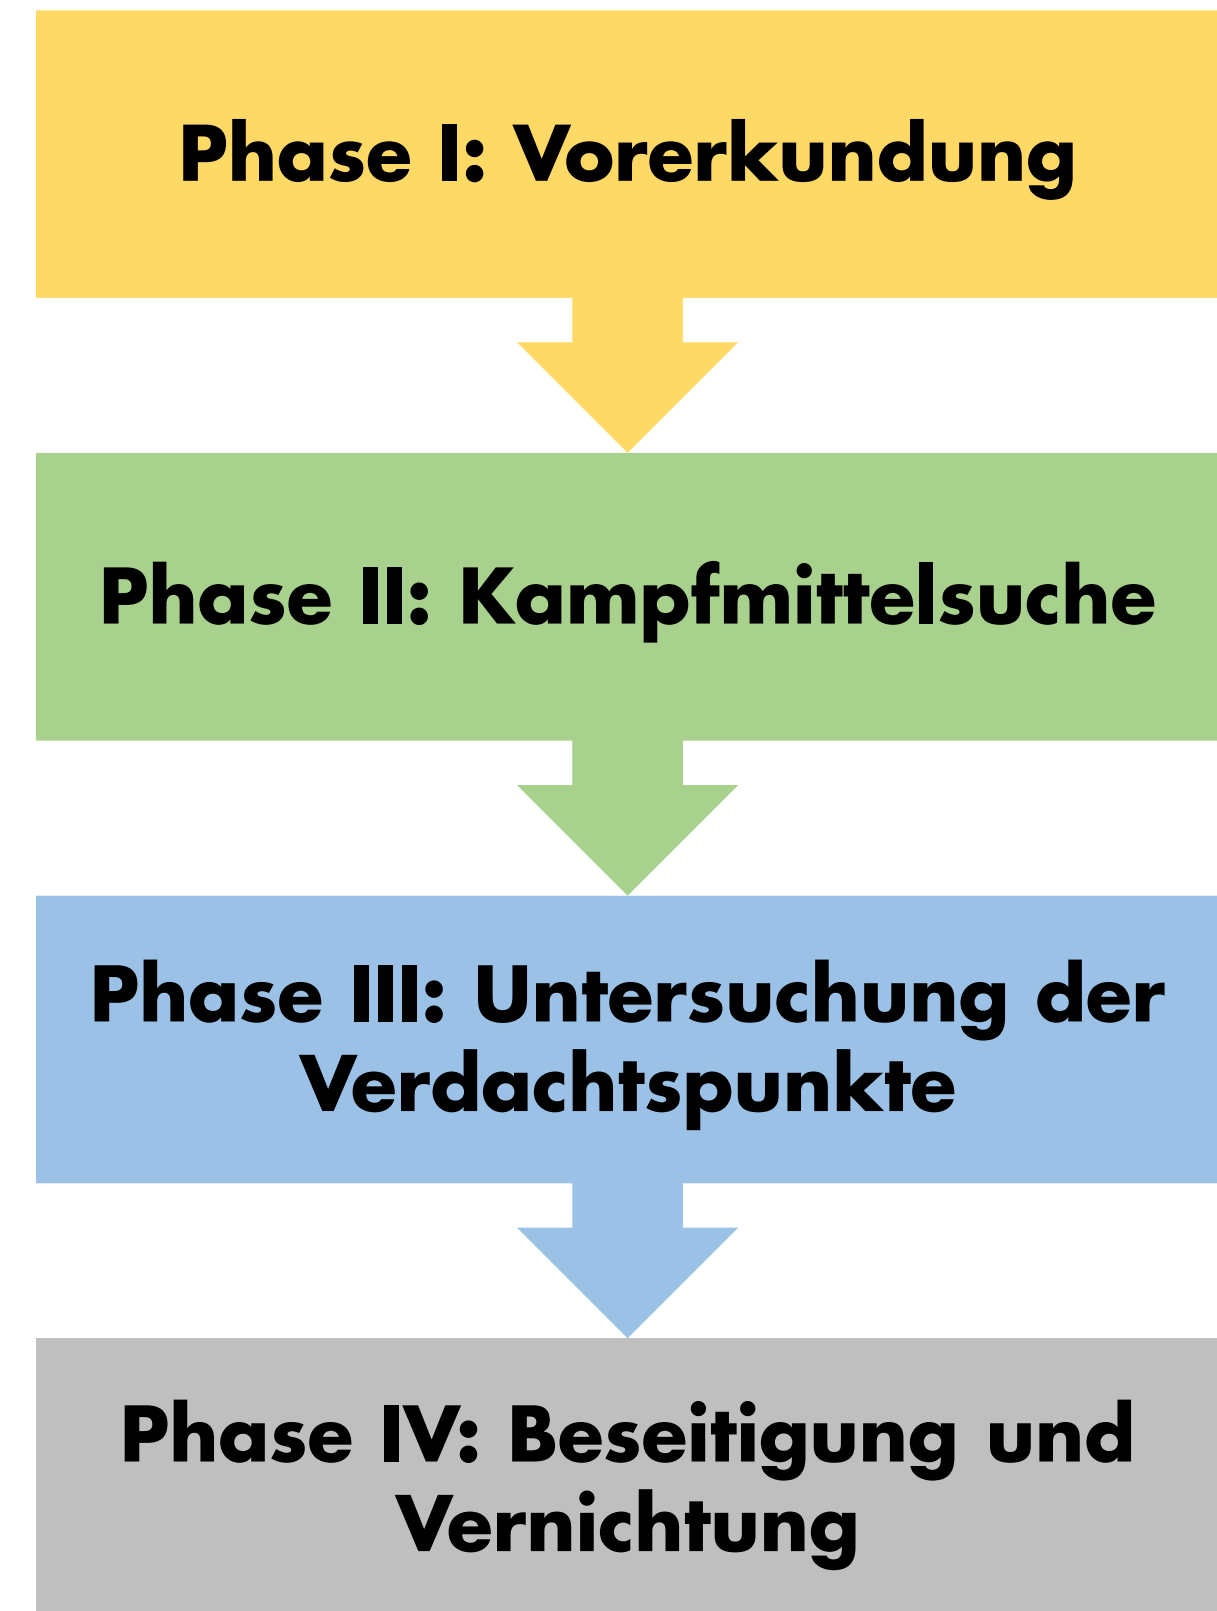 Phase I: Vorerkundung
Phase II: Kampfmittelsuche
Phase III: Untersuchung der
Verdachtspunkte
Phase IV: Beseitigung und
Vernichtung